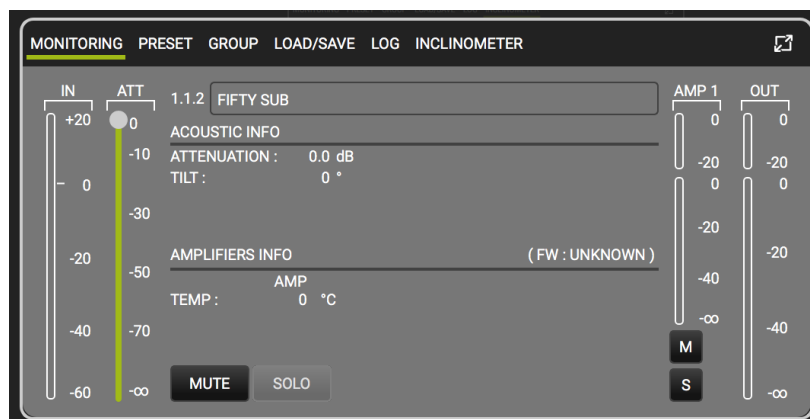 MONITORING PRESET GROUP LOAD/SAVE LOG INCLINOMETER
IN ATT 1.1.2 FIFTY SUB AMP 1 OUT
+20 0 0 0
ACOUSTIC INFO
-10 ATTENUATION : 0.0 dB -20 -20
0 TILT : 0 ° 0 0
-30
-20
-20 AMPLIFIERS INFO ( FW : UNKNOWN ) -20
-50 AMP -40
TEMP : 0 °C
-∞
-40 -70 -40
M
MUTE SOLO S
-60 -∞ -∞